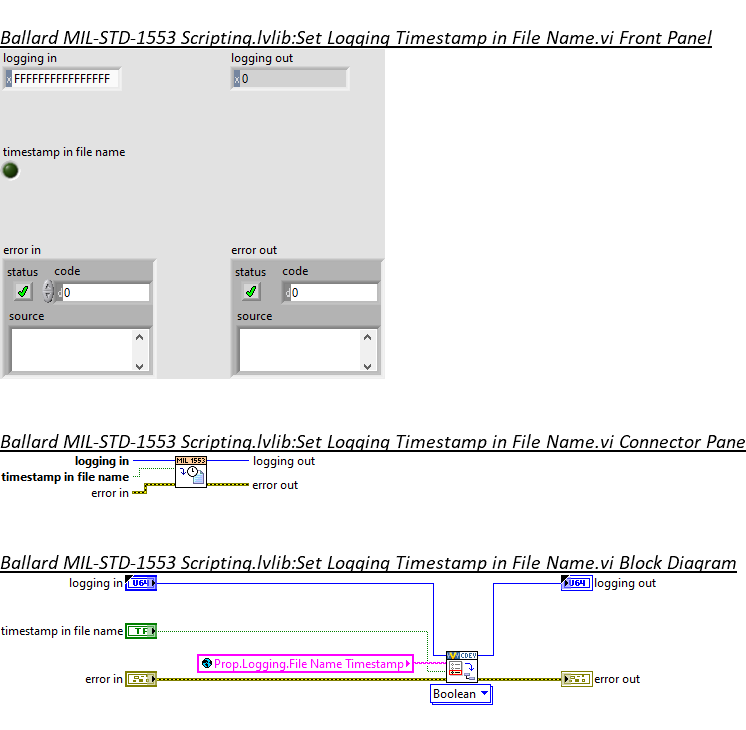 Ballard MIL-STD-1553 Scripting.lvlib:Set Logging Timestamp in File Name.vi Front Panel
logging in
logging out
x FFFFFFFFFFFFFFFF
x 0
timestamp in file name
error in
error out
status code
status code
d 0
d 0
source
source
Ballard MIL-STD-1553 Scripting.lvlib:Set Logging Timestamp in File Name.vi Connector Pane
logging in
MIL 1553
logging out
timestamp in file name
error in
error out
Ballard MIL-STD-1553 Scripting.lvlib:Set Logging Timestamp in File Name.vi Block Diagram
logging in
U64
U64
logging out
timestamp in file name
TF
Prop.Logging.File Name Timestamp
CDEV
error in
error out
Boolean